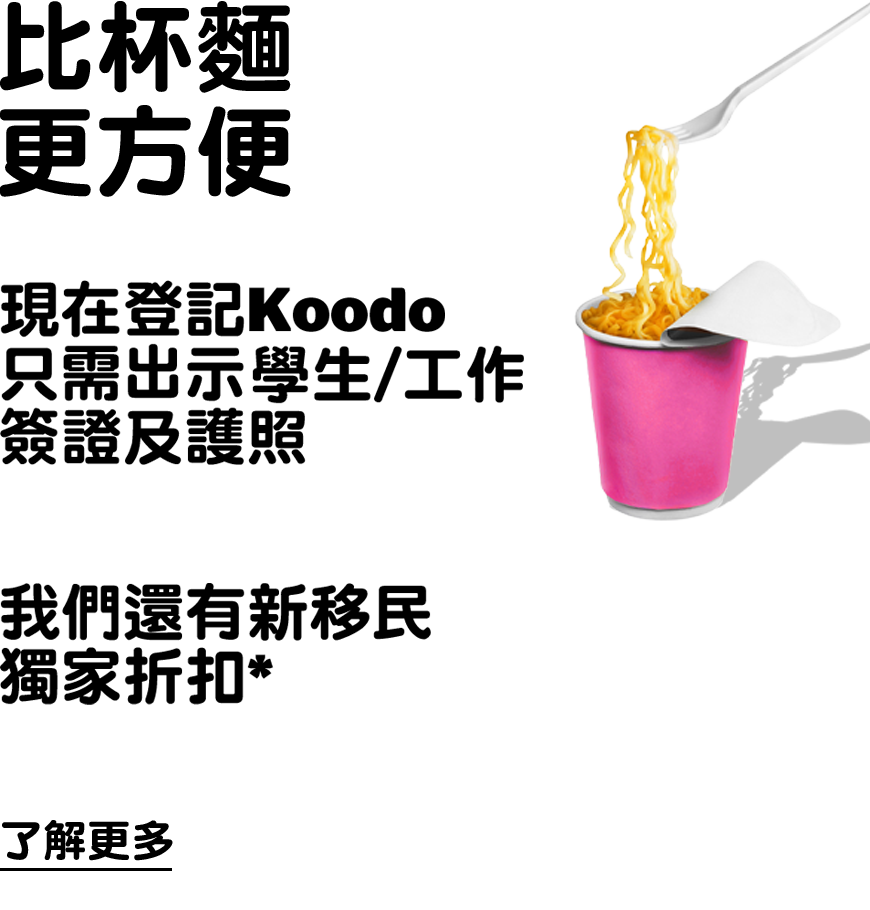 比杯麵
更方便
現在登記Koodo
只需出示學生/工作
簽證及護照
我們還有新移民
獨家折扣*
了解更多